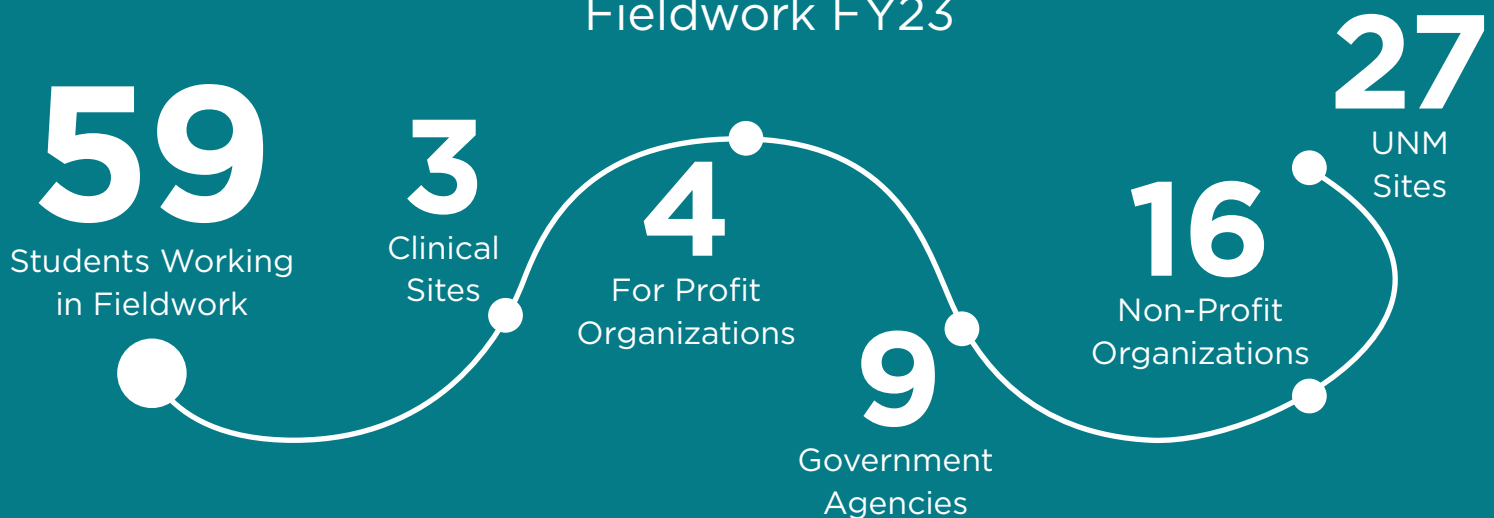 Fieldwork FY23
59
Students Working
in Fieldwork
3
Clinical
Sites
4
For Profit
Organizations
9
Government
Agencies
16
Non-Profit
Organizations
27
UNM
Sites